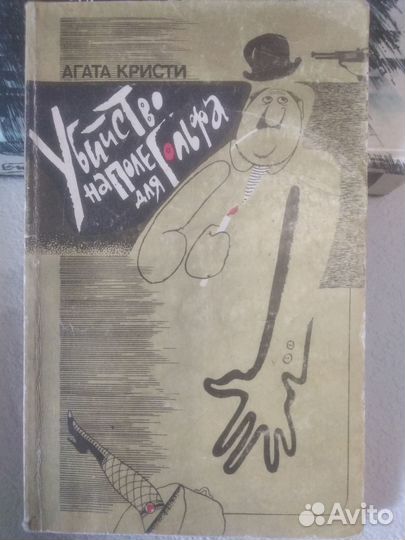 АГАТА КРИСТИ
Убийство
на поле
для Гольфа
Avito